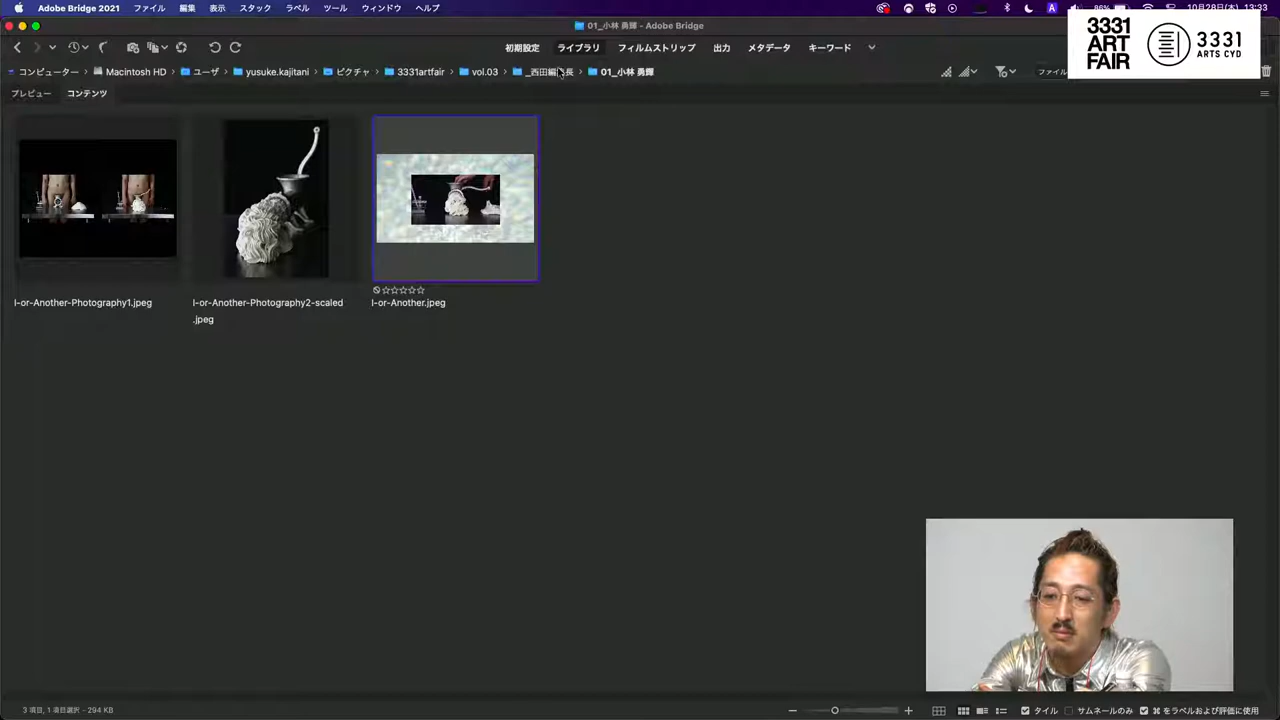 Adobe Bridge 2021 ファイル 編集 表示 スタック ラベル ツール ウィンドウ ヘルプ
A 86% 10月28日(木) 13:33
01_小林 勇輝 - Adobe Bridge
初期設定 ライブラリ フィルムストリップ 出力 メタデータ キーワード
コンピューター Macintosh HD ユーザ yusuke.kajitani ピクチャ vol.03 01_小林 勇輝
ファイル
3331
ART
FAIR
3331
ARTS CYD
プレビュー コンテンツ
I-or-Another-Photography1.jpeg
I-or-Another-Photography2-scaled
.jpeg
I-or-Another.jpeg
3 項目, 1 項目選択 - 294 KB
タイル サムネールのみ ⌘ をラベルおよび評価に使用